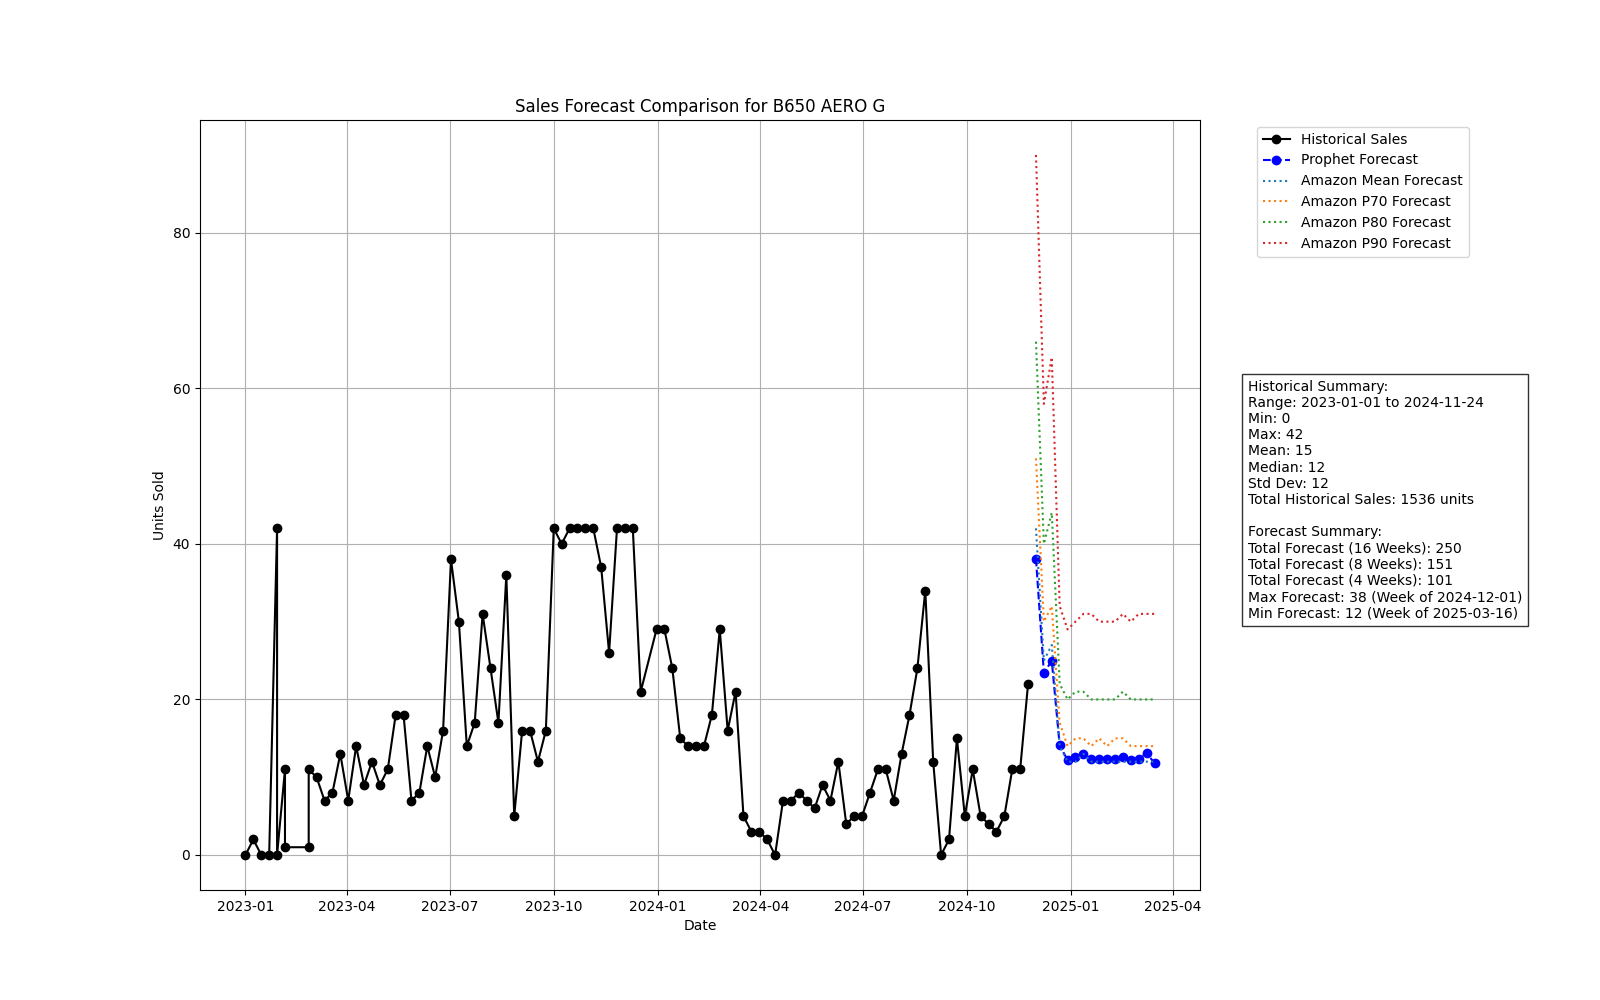 Sales Forecast Comparison for B650 AERO G
Historical Sales
Prophet Forecast
Amazon Mean Forecast
Amazon P70 Forecast
Amazon P80 Forecast
Amazon P90 Forecast
80
60
40
20
0
Units Sold
2023-01
2023-04
2023-07
2023-10
2024-01
2024-04
2024-07
2024-10
2025-01
2025-04
Date
Historical Summary:
Range: 2023-01-01 to 2024-11-24
Min: 0
Max: 42
Mean: 15
Median: 12
Std Dev: 12
Total Historical Sales: 1536 units
Forecast Summary:
Total Forecast (16 Weeks): 250
Total Forecast (8 Weeks): 151
Total Forecast (4 Weeks): 101
Max Forecast: 38 (Week of 2024-12-01)
Min Forecast: 12 (Week of 2025-03-16)